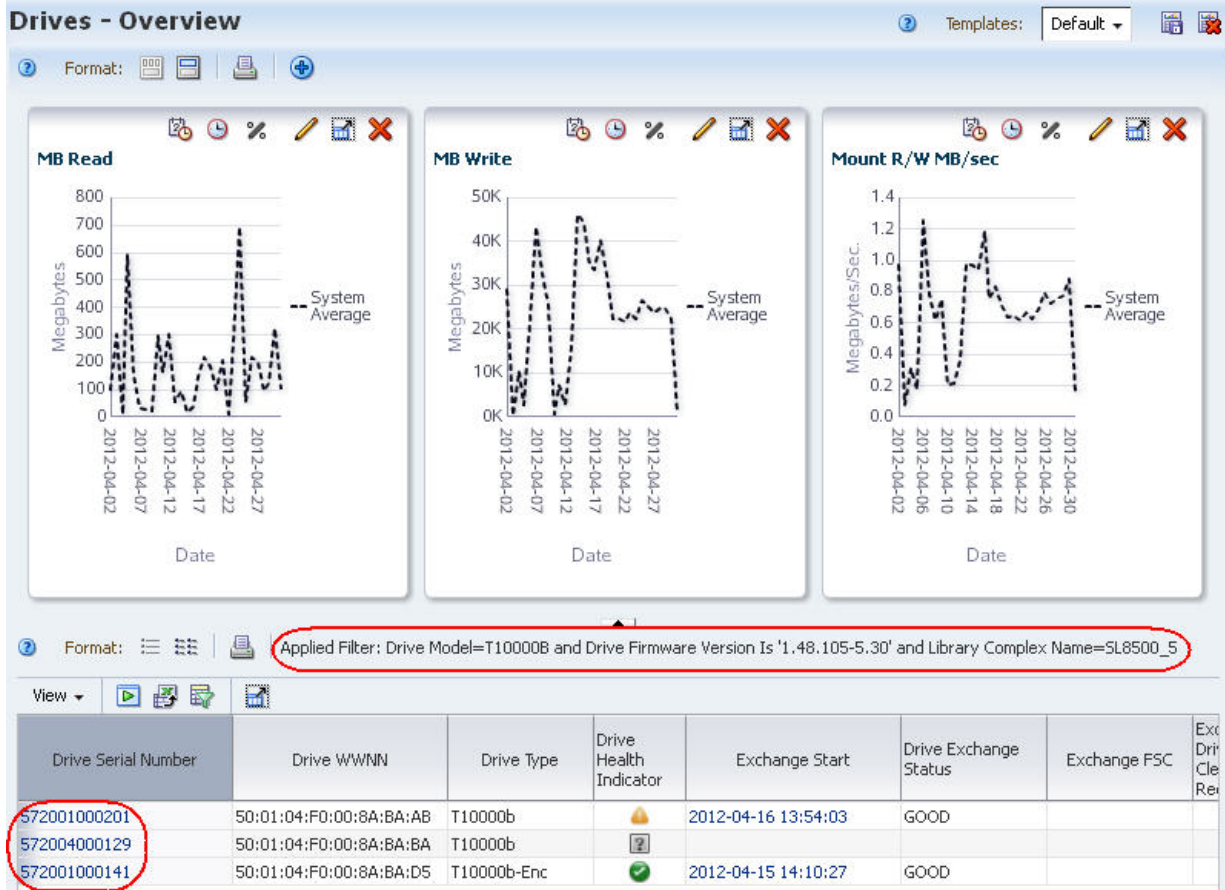 Drives - Overview
Templates: Default
Format:
MB Read
800
700
600
500
400
300
200
100
0
Megabytes
System
Average
2012-04-02
2012-04-07
2012-04-12
2012-04-17
2012-04-22
2012-04-27
Date
MB Write
50K
40K
30K
20K
10K
0K
Megabytes
System
Average
2012-04-02
2012-04-07
2012-04-12
2012-04-17
2012-04-22
2012-04-27
Date
Mount R/W MB/sec
1.4
1.2
1.0
0.8
0.6
0.4
0.2
0.0
Megabytes/Sec.
System
Average
2012-04-02
2012-04-06
2012-04-10
2012-04-14
2012-04-18
2012-04-22
2012-04-26
2012-04-30
Date
Format: Applied Filter: Drive Model=T10000B and Drive Firmware Version Is '1.48.105-5.30' and Library Complex Name=SL8500_5
View
Drive Serial Number Drive WWNN Drive Type Drive Health Indicator Exchange Start Drive Exchange Status Exchange FSC
572001000201 50:01:04:F0:00:8A:BA:AB T10000b 2012-04-16 13:54:03 GOOD
572004000129 50:01:04:F0:00:8A:BA:BA T10000b ?
572001000141 50:01:04:F0:00:8A:BA:D5 T10000b-Enc 2012-04-15 14:10:27 GOOD